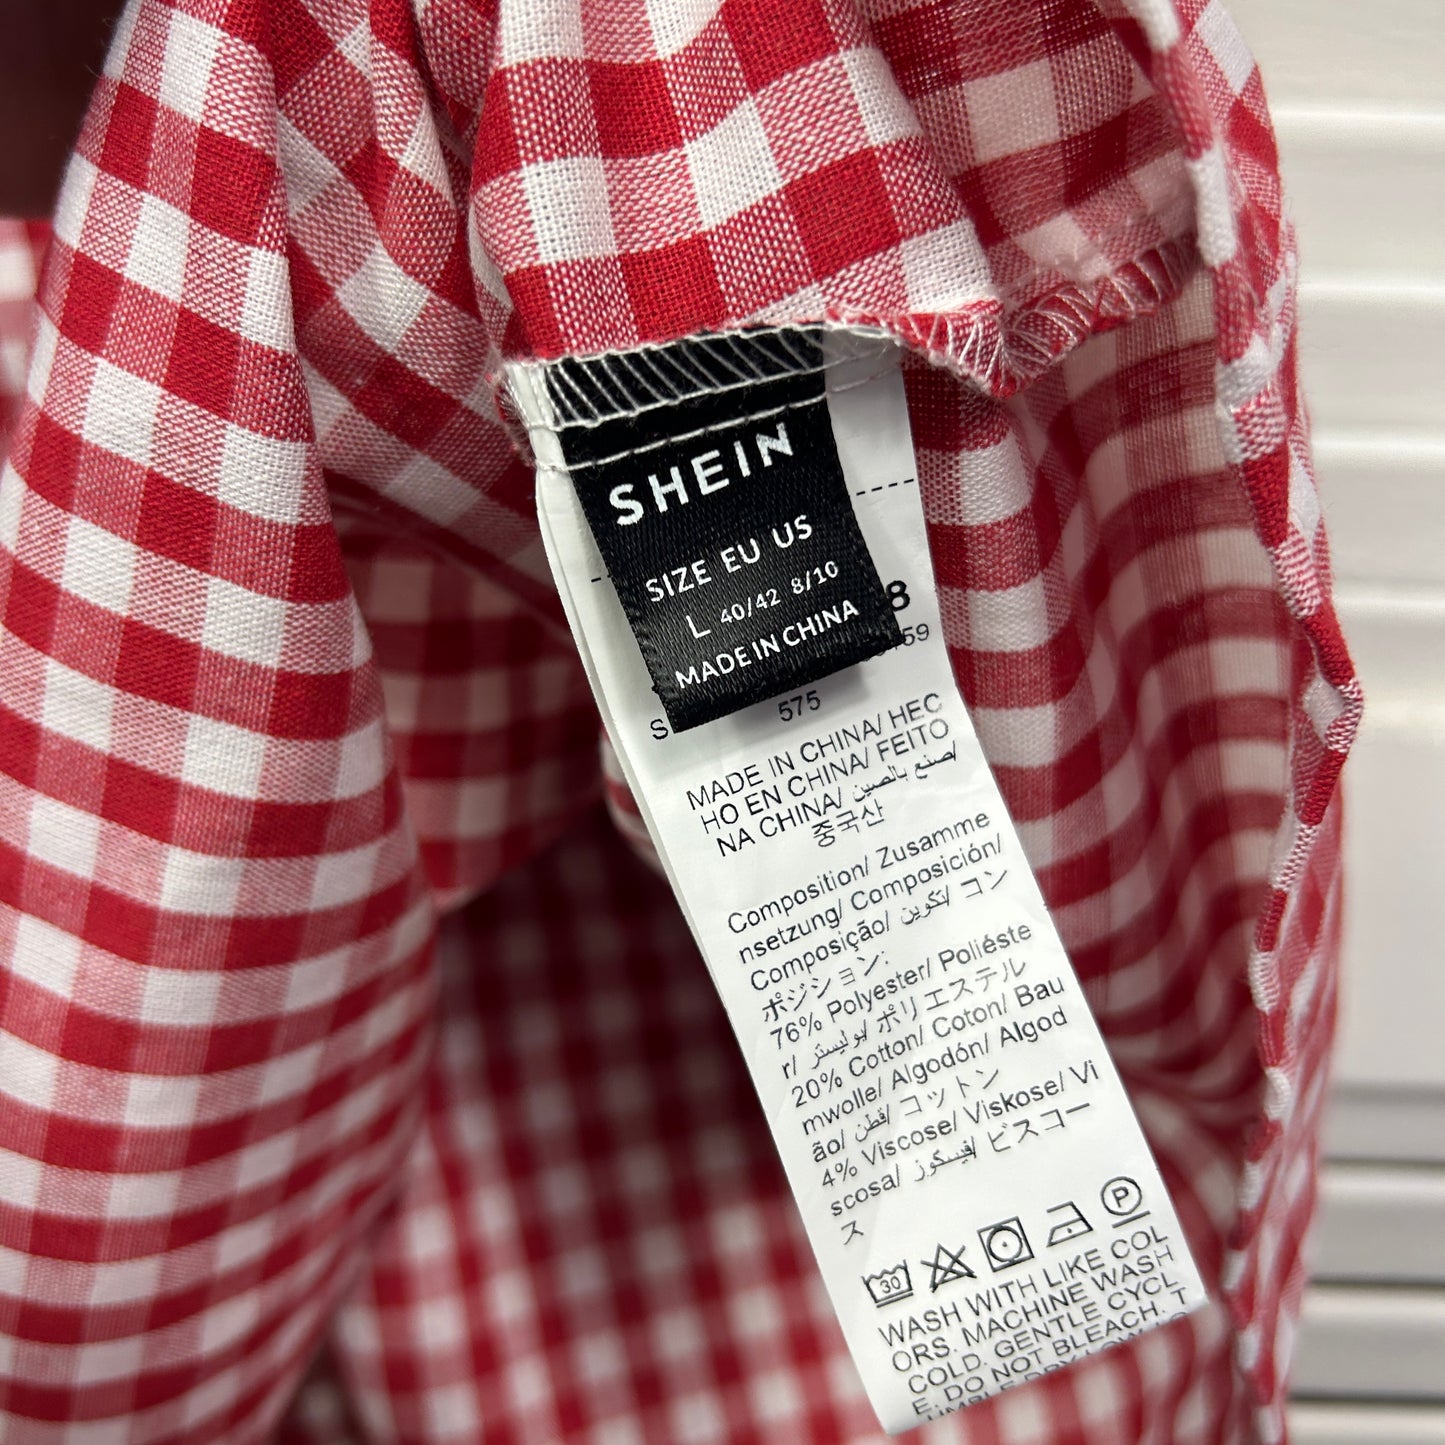 SHEIN
SIZE EU US
L 40/42 8/10
MADE IN CHINA
8
575
MADE IN CHINA/ HEC
HO EN CHINA/ FEITO
NA CHINA/ صنع بالصين/
중국산
Composition/ Zusamme
nsetzung/ Composición/
Composição/ تكوين/ コン
ポジション:
76% Polyester/ Poliéste
r/ بوليستر/ ポリエステル
20% Cotton/ Coton/ Bau
mwolle/ Algodón/ Algod
ão/ قطن/ コットン
4% Viscose/ Viskose/ Vi
scosa/ فيسكوز/ ビスコー
ス
30 P
WASH WITH LIKE COL
ORS. MACHINE WASH
COLD. GENTLE CYCL
E. DO NOT BLEACH. T
UMBLED